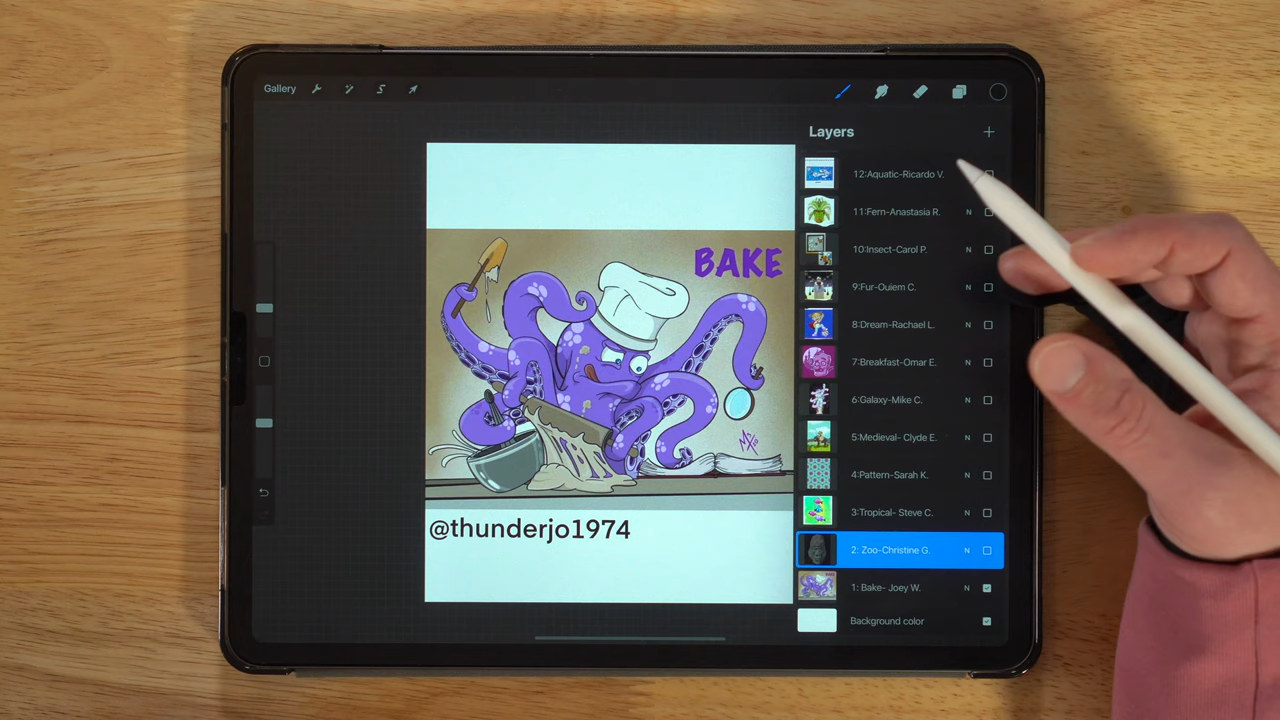 Gallery
Layers
12:Aquatic-Ricardo V.
11:Fern-Anastasia R. N
10:Insect-Carol P. N
9:Fur-Ouiem C. N
8:Dream-Rachael L. N
7:Breakfast-Omar E. N
6:Galaxy-Mike C. N
5:Medieval- Clyde E. N
4:Pattern-Sarah K. N
3:Tropical- Steve C. N
2: Zoo-Christine G. N
1: Bake- Joey W. N
Background color
BAKE
@thunderjo1974